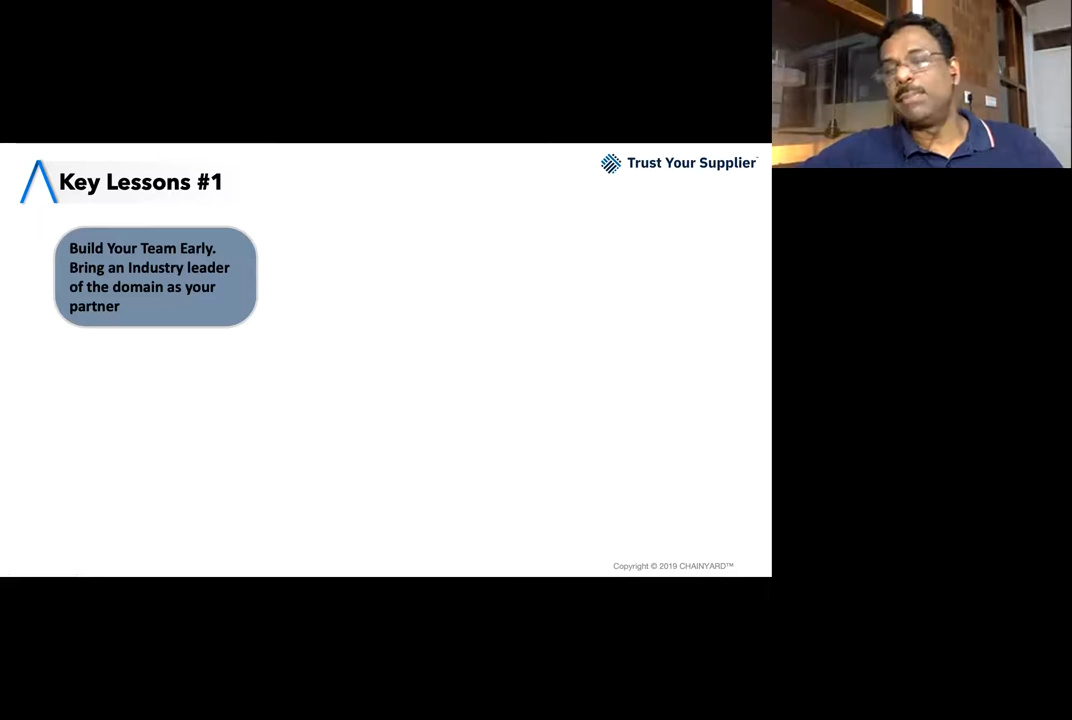 Key Lessons #1
Trust Your Supplier
Build Your Team Early.
Bring an Industry leader
of the domain as your
partner
Copyright © 2019 CHAINYARD™